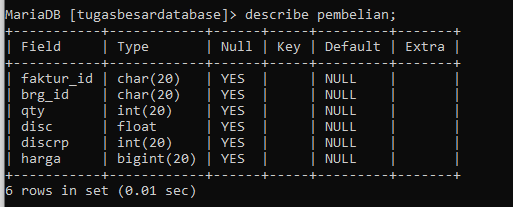 MariaDB [tugasbesardatabase]> describe pembelian;
+-----------+------------+------+-----+---------+-------+
| Field     | Type       | Null | Key | Default | Extra |
+-----------+------------+------+-----+---------+-------+
| faktur_id | char(20)   | YES  |     | NULL    |       |
| brg_id    | char(20)   | YES  |     | NULL    |       |
| qty       | int(20)    | YES  |     | NULL    |       |
| disc      | float      | YES  |     | NULL    |       |
| discrp    | int(20)    | YES  |     | NULL    |       |
| harga     | bigint(20) | YES  |     | NULL    |       |
+-----------+------------+------+-----+---------+-------+
6 rows in set (0.01 sec)